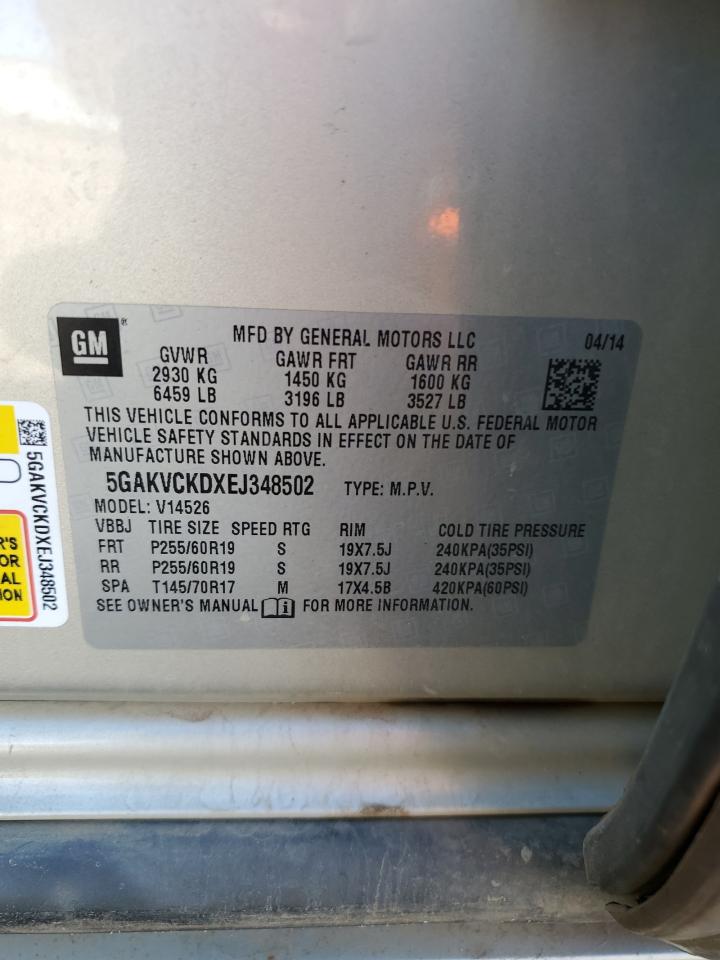 GM®
MFD BY GENERAL MOTORS LLC 04/14
GVWR GAWR FRT GAWR RR
2930 KG 1450 KG 1600 KG
6459 LB 3196 LB 3527 LB
THIS VEHICLE CONFORMS TO ALL APPLICABLE U.S. FEDERAL MOTOR
VEHICLE SAFETY STANDARDS IN EFFECT ON THE DATE OF
MANUFACTURE SHOWN ABOVE.
5GAKVCKDXEJ348502 TYPE: M.P.V.
MODEL: V14526
VBBJ TIRE SIZE SPEED RTG RIM COLD TIRE PRESSURE
FRT P255/60R19 S 19X7.5J 240KPA(35PSI)
RR P255/60R19 S 19X7.5J 240KPA(35PSI)
SPA T145/70R17 M 17X4.5B 420KPA(60PSI)
SEE OWNER'S MANUAL i FOR MORE INFORMATION.
5GAKVCKDXEJ348502
R'S
OR
AL
ON